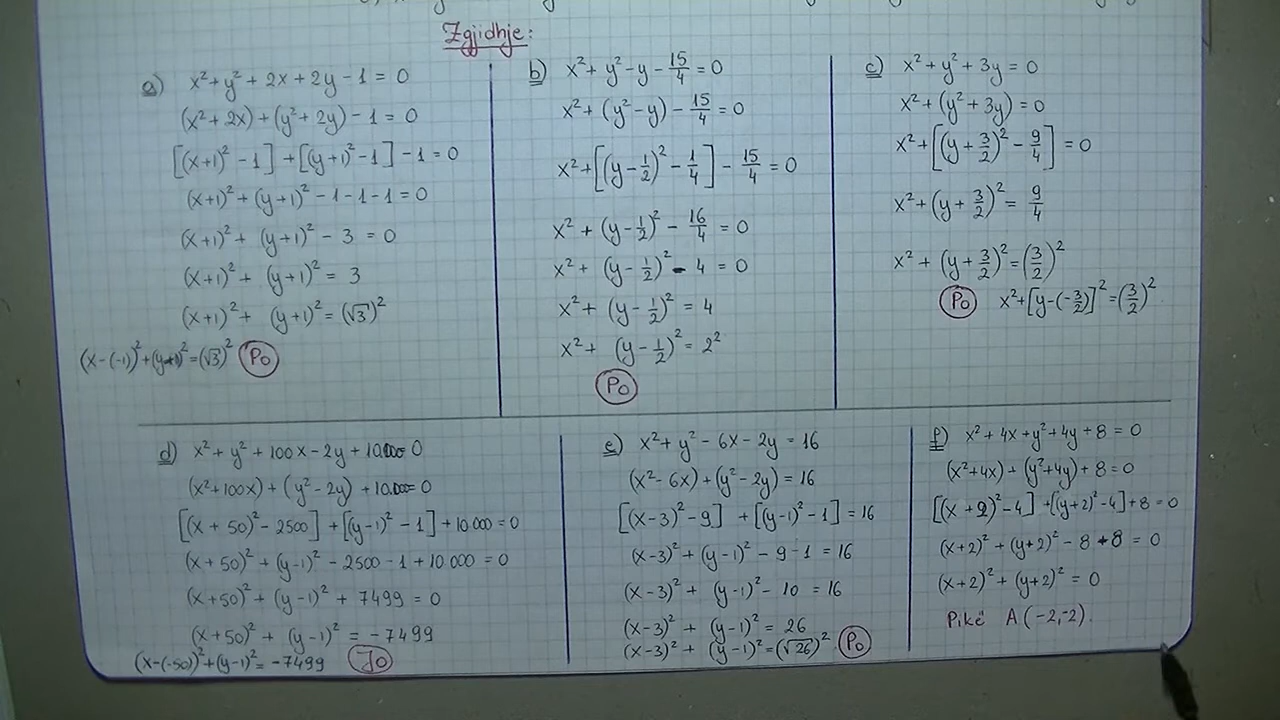 Zgjidhje:
a) x² + y² + 2x + 2y - 1 = 0
(x² + 2x) + (y² + 2y) - 1 = 0
[(x+1)² - 1] + [(y+1)² - 1] - 1 = 0
(x+1)² + (y+1)² - 1 - 1 - 1 = 0
(x+1)² + (y+1)² - 3 = 0
(x+1)² + (y+1)² = 3
(x+1)² + (y+1)² = (√3)²
(x-(-1))² + (y+1)² = (√3)² Po
b) x² + y² - y - 15/4 = 0
x² + (y² - y) - 15/4 = 0
x² + [(y - 1/2)² - 1/4] - 15/4 = 0
x² + (y - 1/2)² - 16/4 = 0
x² + (y - 1/2)² - 4 = 0
x² + (y - 1/2)² = 4
x² + (y - 1/2)² = 2²
Po
c) x² + y² + 3y = 0
x² + (y² + 3y) = 0
x² + [(y + 3/2)² - 9/4] = 0
x² + (y + 3/2)² = 9/4
x² + (y + 3/2)² = (3/2)²
Po x² + [y - (-3/2)]² = (3/2)²
d) x² + y² + 100x - 2y + 10.000 = 0
(x² + 100x) + (y² - 2y) + 10.000 = 0
[(x + 50)² - 2500] + [(y-1)² - 1] + 10.000 = 0
(x + 50)² + (y-1)² - 2500 - 1 + 10.000 = 0
(x + 50)² + (y-1)² + 7499 = 0
(x + 50)² + (y-1)² = -7499
(x-(-50))² + (y-1)² = -7499 Jo
e) x² + y² - 6x - 2y = 16
(x² - 6x) + (y² - 2y) = 16
[(x-3)² - 9] + [(y-1)² - 1] = 16
(x-3)² + (y-1)² - 9 - 1 = 16
(x-3)² + (y-1)² - 10 = 16
(x-3)² + (y-1)² = 26
(x-3)² + (y-1)² = (√26)² Po
f) x² + 4x + y² + 4y + 8 = 0
(x² + 4x) + (y² + 4y) + 8 = 0
[(x + 2)² - 4] + [(y+2)² - 4] + 8 = 0
(x+2)² + (y+2)² - 8 + 8 = 0
(x+2)² + (y+2)² = 0
Pikë A (-2,-2).